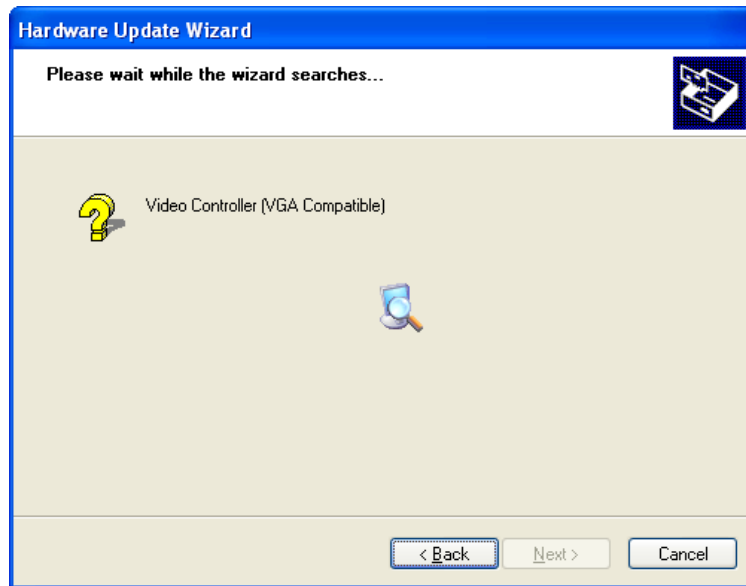 Hardware Update Wizard
Please wait while the wizard searches...
Video Controller (VGA Compatible)
< Back
Next >
Cancel